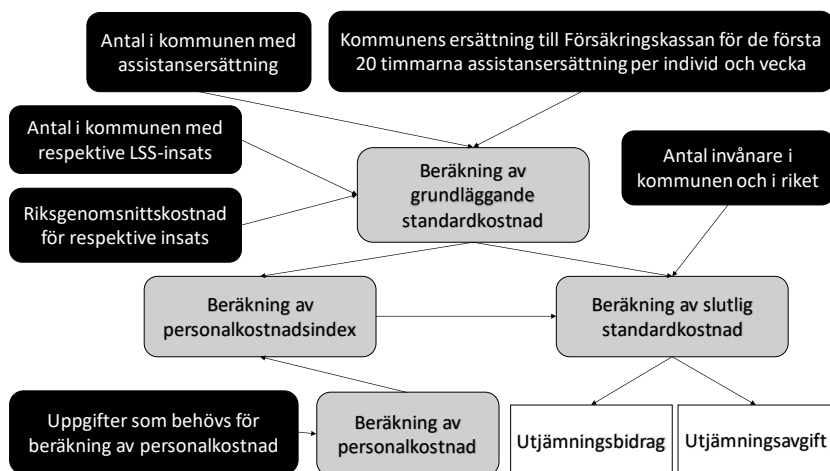 Antal i kommunen med
assistansersättning
Kommunens ersättning till Försäkringskassan för de första
20 timmarna assistansersättning per individ och vecka
Antal i kommunen med
respektive LSS-insats
Beräkning av
grundläggande
standardkostnad
Antal invånare i
kommunen och i riket
Riksgenomsnittskostnad
för respektive insats
Beräkning av
personalkostnadsindex
Beräkning av slutlig
standardkostnad
Uppgifter som behövs för
beräkning av personalkostnad
Beräkning av
personalkostnad
Utjämningsbidrag
Utjämningsavgift